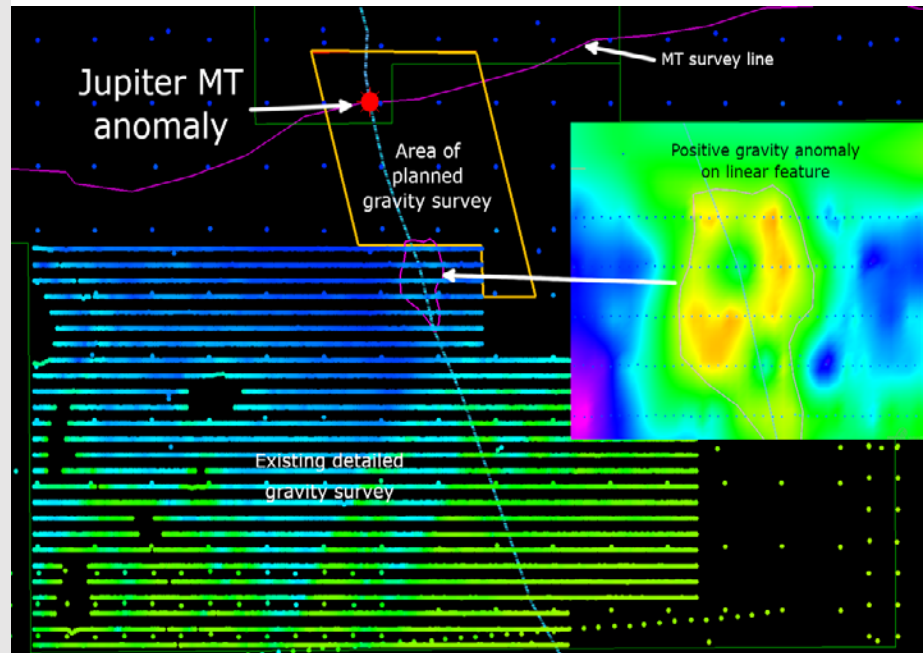 MT survey line
Jupiter MT
anomaly
Area of
planned
gravity survey
Positive gravity anomaly
on linear feature
Existing detailed
gravity survey